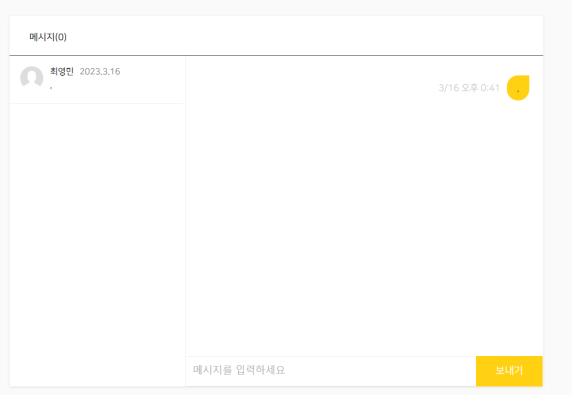 메시지(0)
최영민 2023.3.16
.
3/16 오후 0:41 .
메시지를 입력하세요 보내기